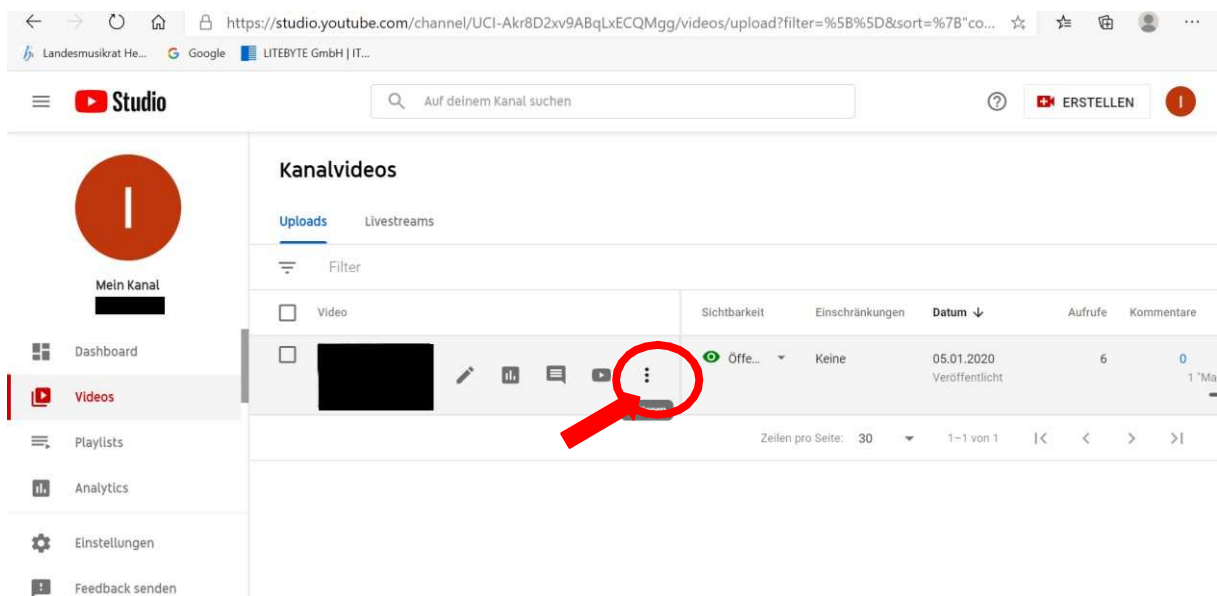 https://studio.youtube.com/channel/UCI-Akr8D2xv9ABqLxECQMgg/videos/upload?filter=%5B%5D&sort=%7B"co...
Landesmusikrat He... Google LITEBYTE GmbH | IT...
Studio
Auf deinem Kanal suchen
ERSTELLEN
I
I
Mein Kanal
Dashboard
Videos
Playlists
Analytics
Einstellungen
Feedback senden
Kanalvideos
Uploads Livestreams
Filter
Video Sichtbarkeit Einschränkungen Datum Aufrufe Kommentare
Öffe... Keine 05.01.2020 6 0
Veröffentlicht 1 "Ma
Zeilen pro Seite: 30 1–1 von 1